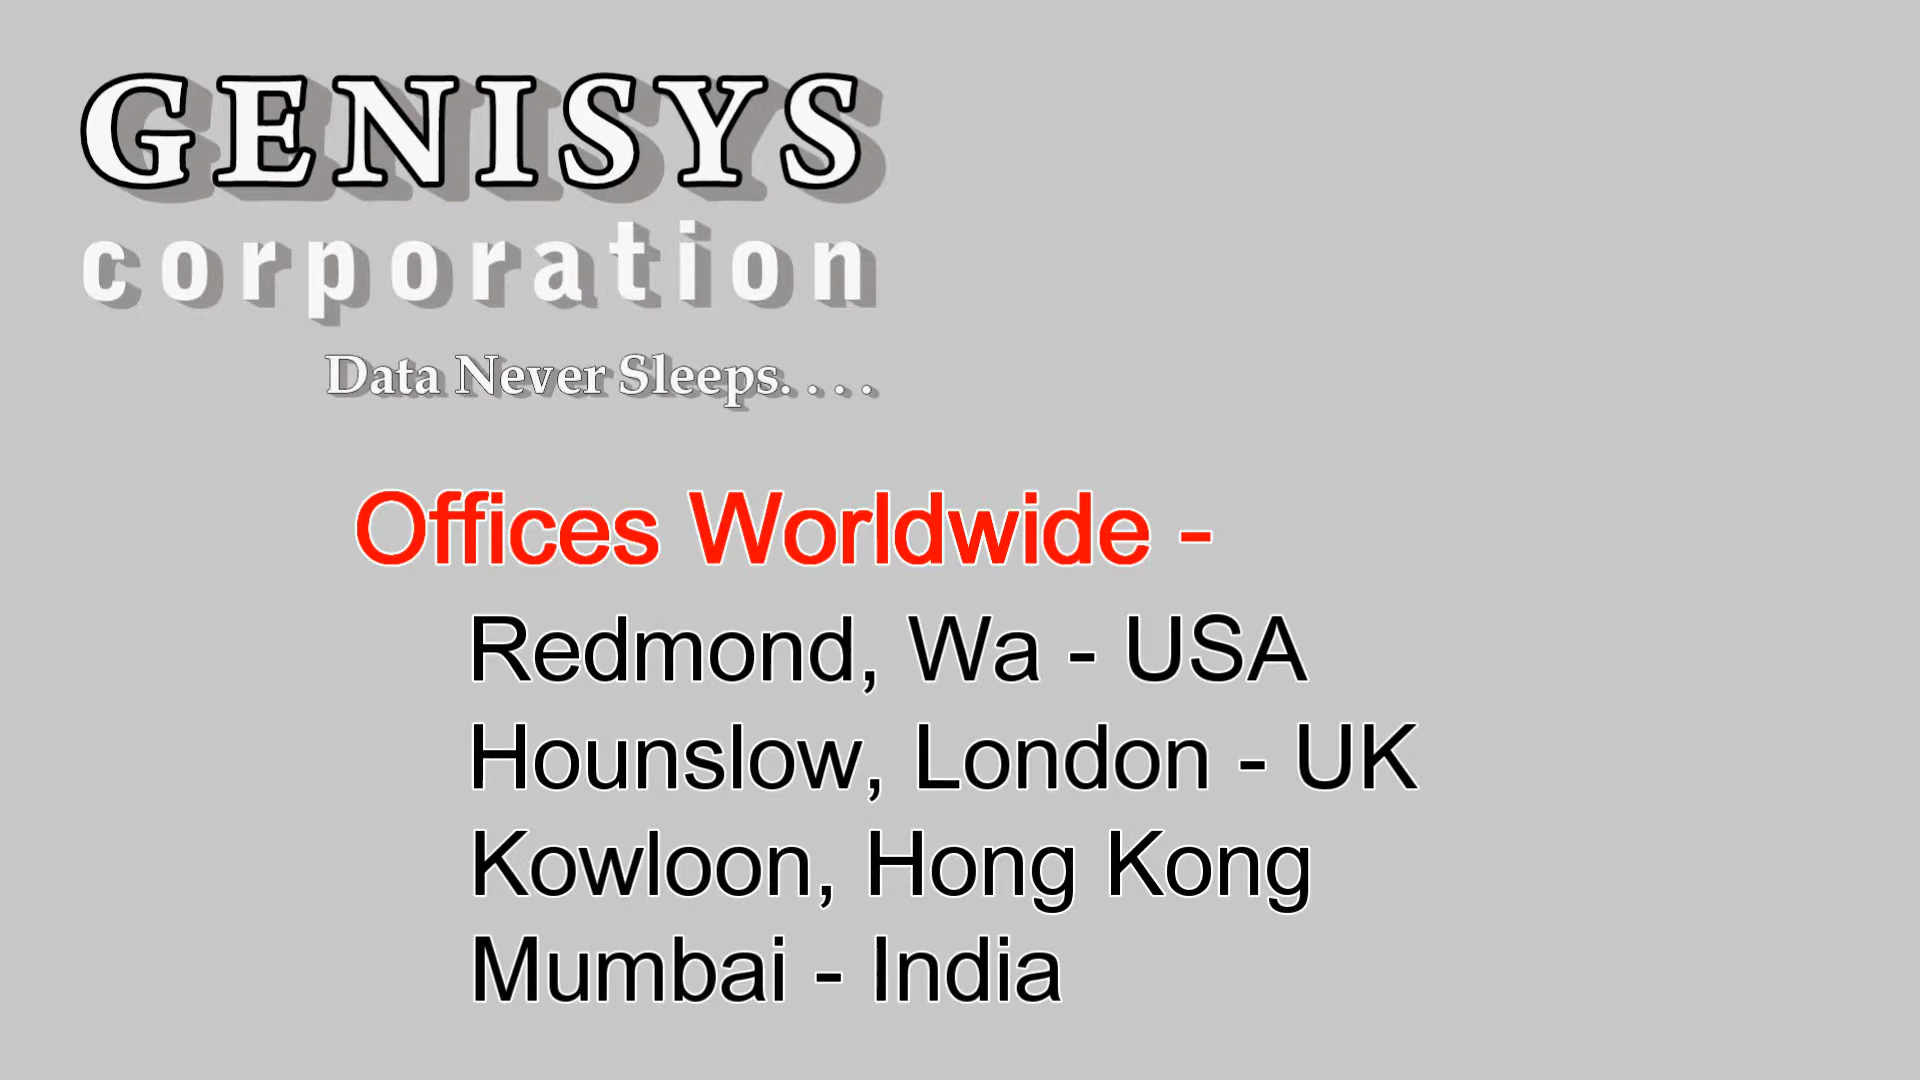 GENISYS
corporation
Data Never Sleeps. . . .
Offices Worldwide -
Redmond, Wa - USA
Hounslow, London - UK
Kowloon, Hong Kong
Mumbai - India